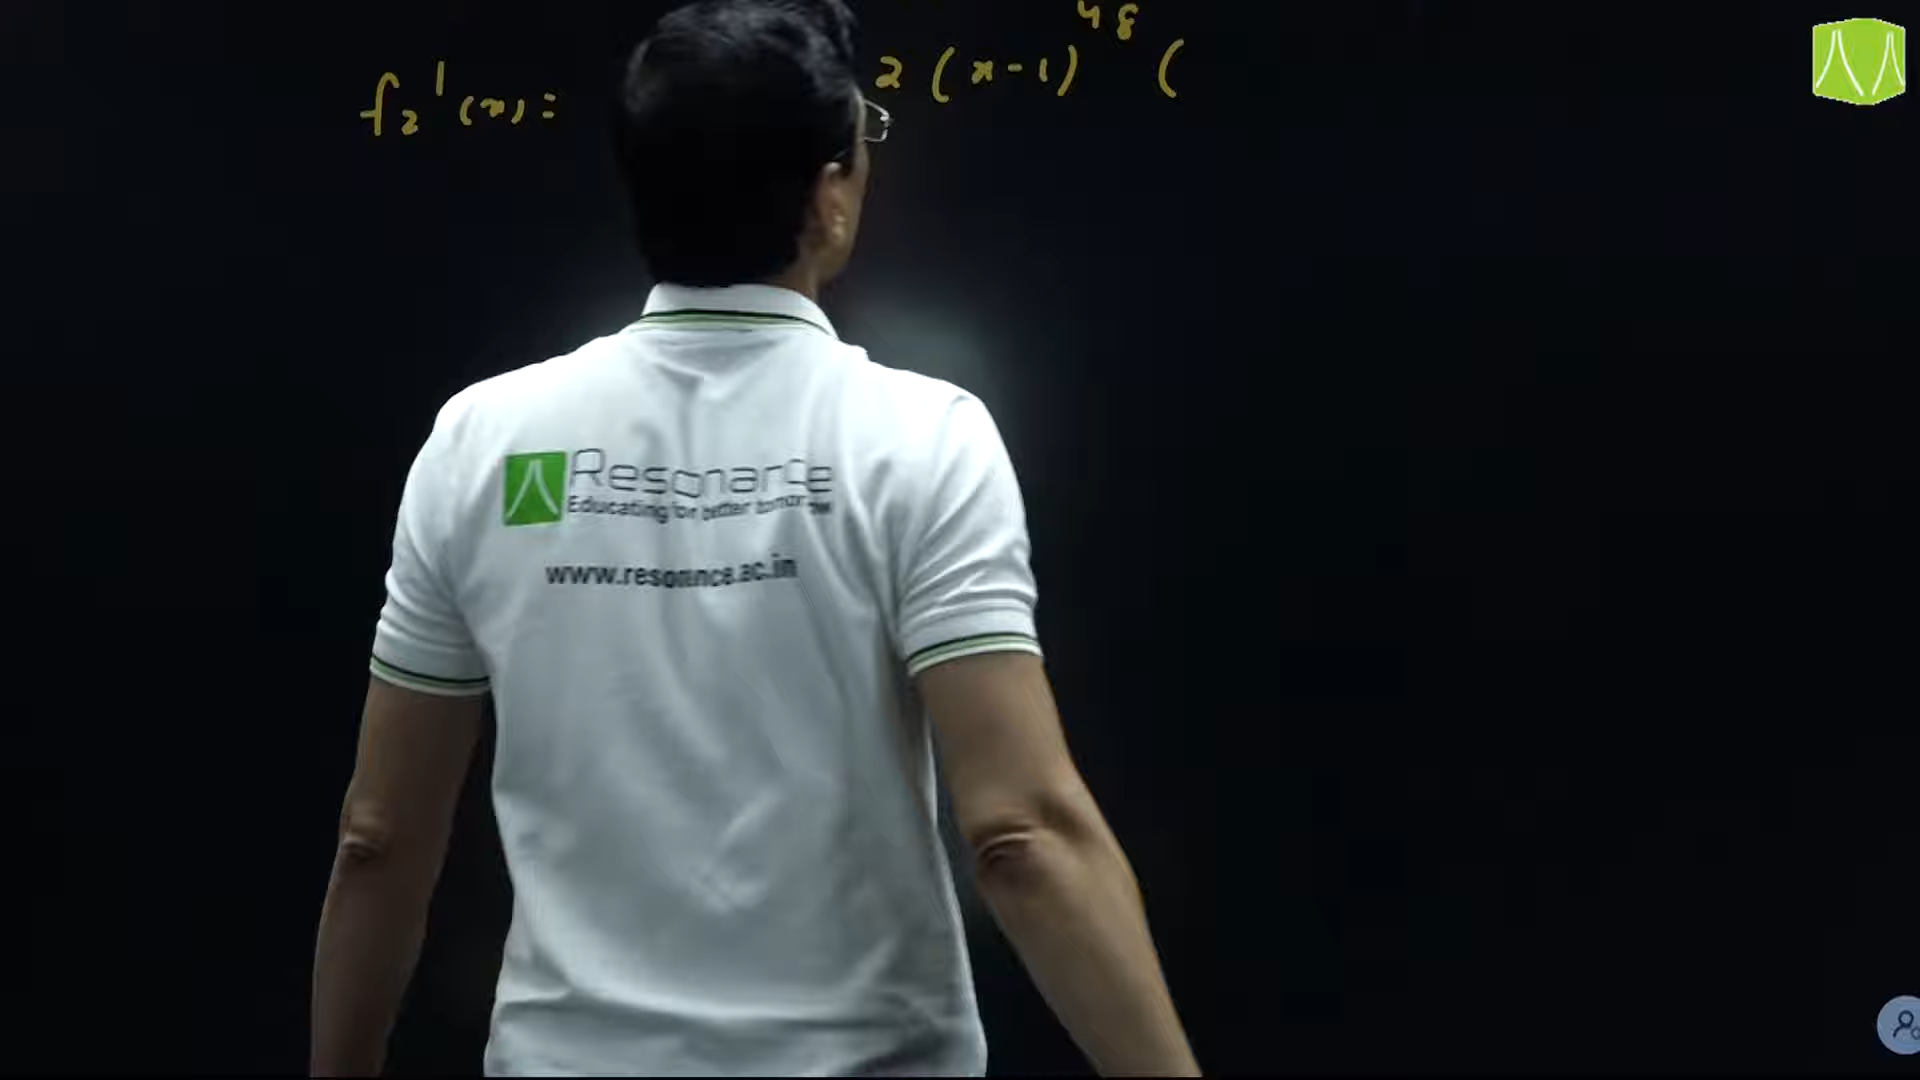 f₂'(x) = 2 (x-1)⁴⁸ (
Resonance
Educating for better tomorrow
www.resonance.ac.in